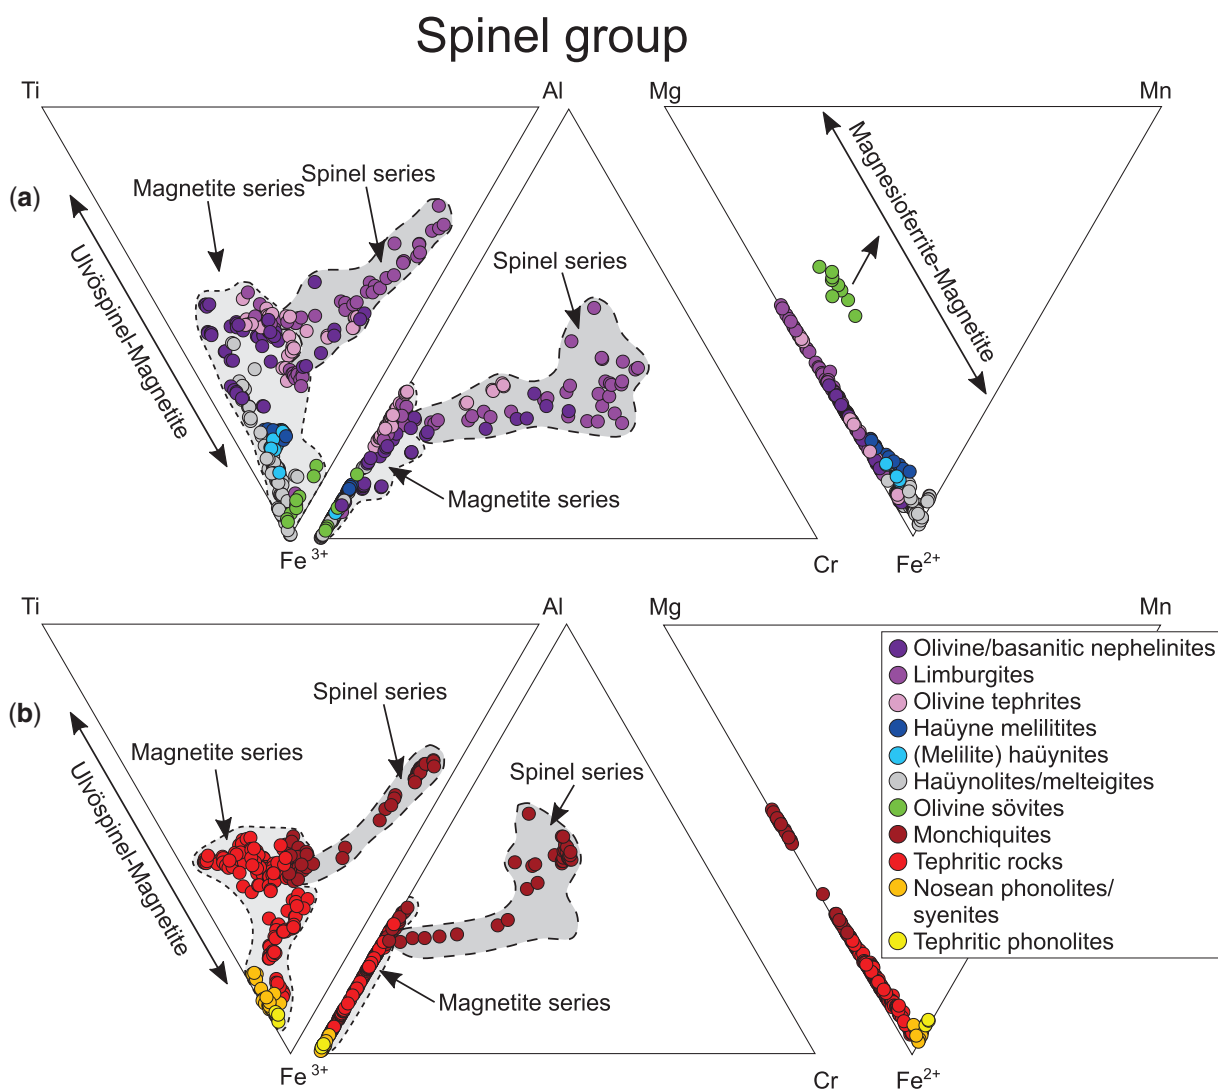 Spinel group
Ti
Al
Mg
Mn
(a)
Magnetite series
Spinel series
Ulvöspinel-Magnetite
Spinel series
Magnetite series
Magnesioferrite-Magnetite
Fe 3+
Cr
Fe2+
Ti
Al
Mg
Mn
(b)
Magnetite series
Spinel series
Ulvöspinel-Magnetite
Spinel series
Magnetite series
Olivine/basanitic nephelinites
Limburgites
Olivine tephrites
Haüyne melilitites
(Melilite) haüynites
Haüynolites/melteigites
Olivine sövites
Monchiquites
Tephritic rocks
Nosean phonolites/
syenites
Tephritic phonolites
Fe 3+
Cr
Fe2+